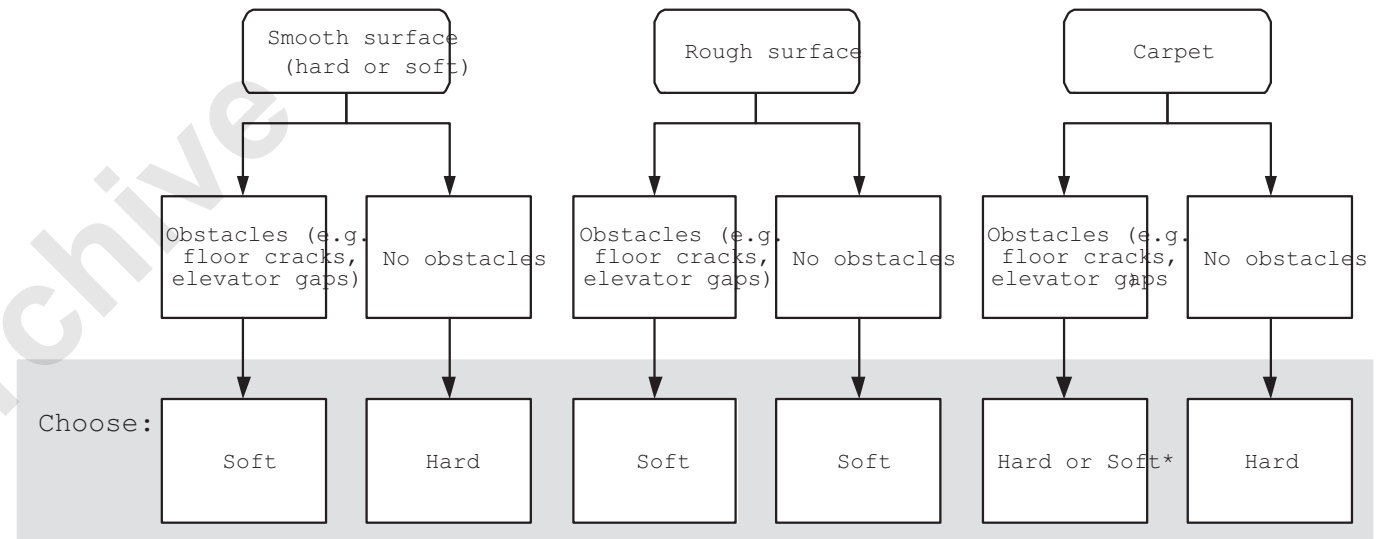 Smooth surface
(hard or soft)
Rough surface
Carpet
Obstacles (e.g.
floor cracks,
elevator gaps)
No obstacles
Obstacles (e.g.
floor cracks,
elevator gaps)
No obstacles
Obstacles (e.g.
floor cracks,
elevator gaps)
No obstacles
Choose:
Soft
Hard
Soft
Soft
Hard or Soft*
Hard
chive